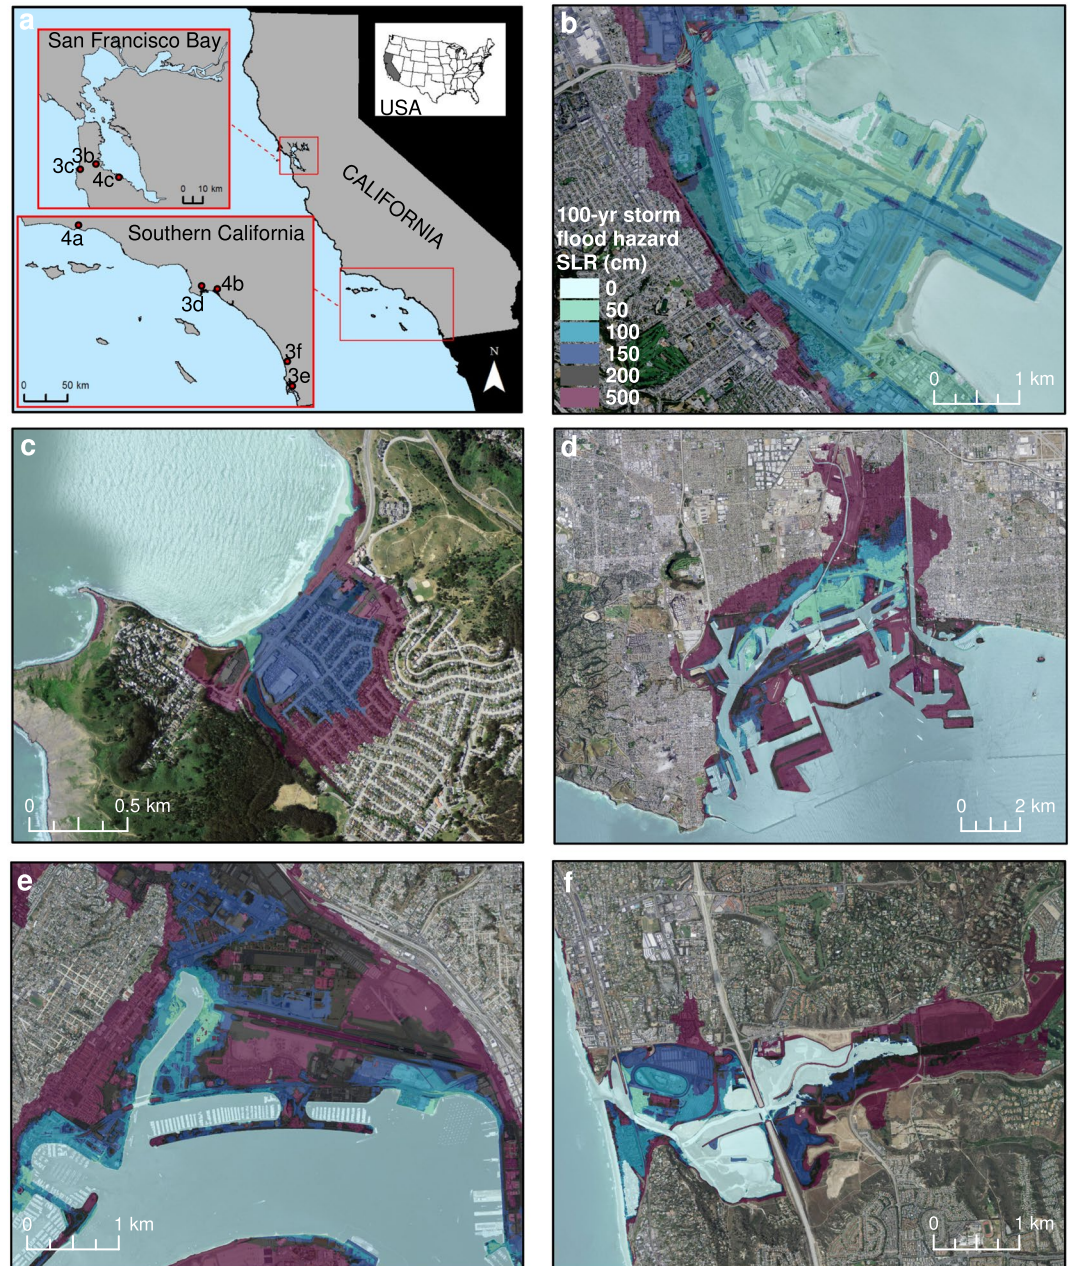 a
San Francisco Bay
3b
3c
4c
0 10 km
USA
CALIFORNIA
Southern California
4a
4b
3d
3f
3e
0 50 km
N
b
100-yr storm
flood hazard
SLR (cm)
0
50
100
150
200
500
0 1 km
c
0 0.5 km
d
0 2 km
e
0 1 km
f
0 1 km